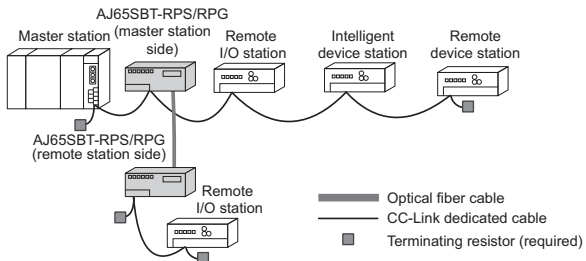 AJ65SBT-RPS/RPG
(master station
side)
Master station
Remote
I/O station
Intelligent
device station
Remote
device station
AJ65SBT-RPS/RPG
(remote station side)
Remote
I/O station
Optical fiber cable
CC-Link dedicated cable
Terminating resistor (required)